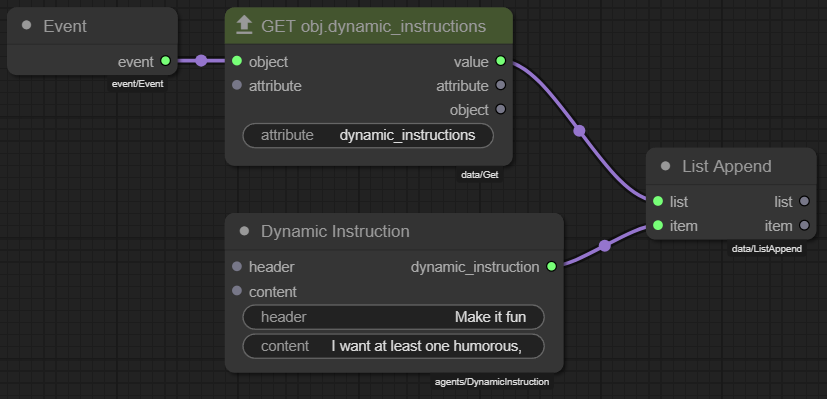 Event
event
event/Event
GET obj.dynamic_instructions
object value
attribute attribute
object
attribute dynamic_instructions
data/Get
List Append
list list
item item
data/ListAppend
Dynamic Instruction
header dynamic_instruction
content
header Make it fun
content I want at least one humorous,
agents/DynamicInstruction